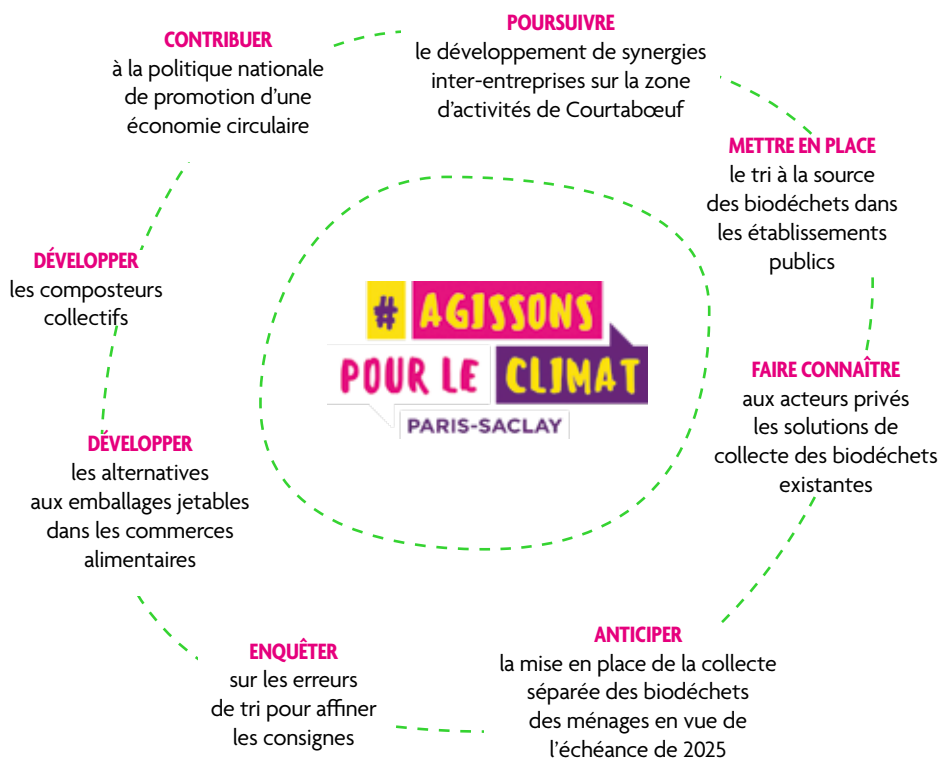 CONTRIBUER
à la politique nationale
de promotion d'une
économie circulaire
POURSUIVRE
le développement de synergies
inter-entreprises sur la zone
d'activités de Courtabœuf
METTRE EN PLACE
le tri à la source
des biodéchets dans
les établissements
publics
FAIRE CONNAÎTRE
aux acteurs privés
les solutions de
collecte des biodéchets
existantes
ANTICIPER
la mise en place de la collecte
séparée des biodéchets
des ménages en vue de
l'échéance de 2025
ENQUÊTER
sur les erreurs
de tri pour affiner
les consignes
DÉVELOPPER
les alternatives
aux emballages jetables
dans les commerces
alimentaires
DÉVELOPPER
les composteurs
collectifs
# AGISSONS
POUR LE CLIMAT
PARIS-SACLAY